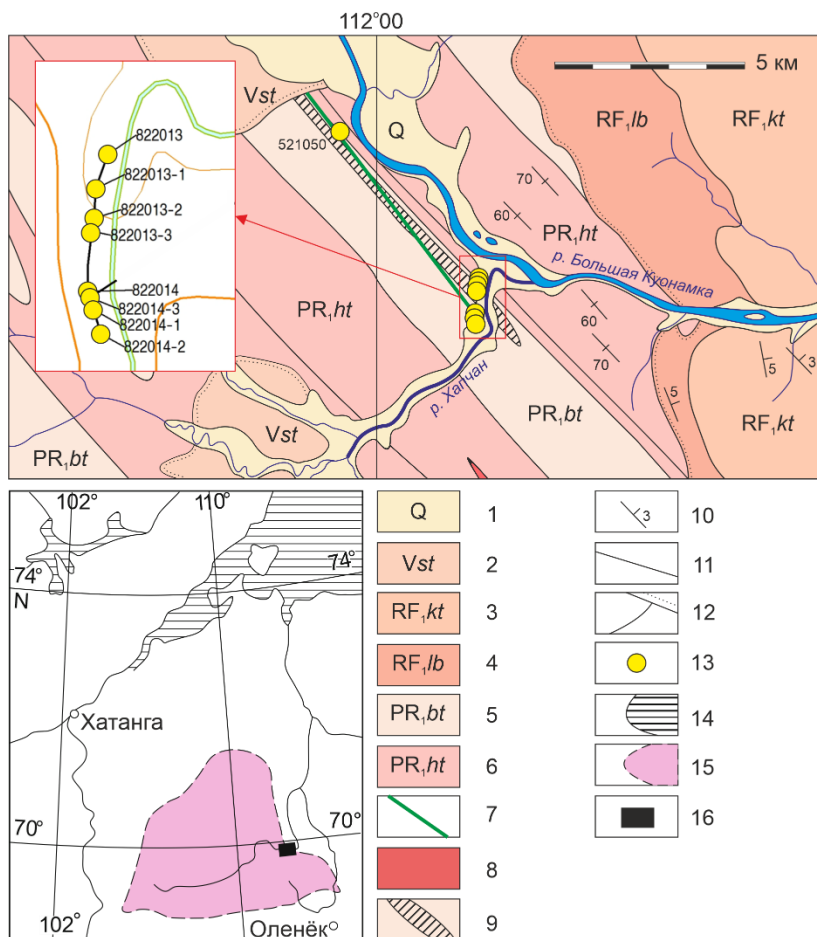 112°00'
5 км
Vst
Q
RF₁lb
RF₁kt
822013
822013-1
822013-2
822013-3
822014
822014-3
822014-1
822014-2
521050
70
60
PR₁ht
р. Большая Куонамка
PR₁ht
60
70
5
5
3
р. Хапчан
Vst
PR₁bt
PR₁bt
RF₁kt
102°
110°
74°
74°
N
Хатанга
70°
70°
102°
Оленёк
Q 1
Vst 2
RF₁kt 3
RF₁lb 4
PR₁bt 5
PR₁ht 6
7
8
9
3 10
11
12
13
14
15
16